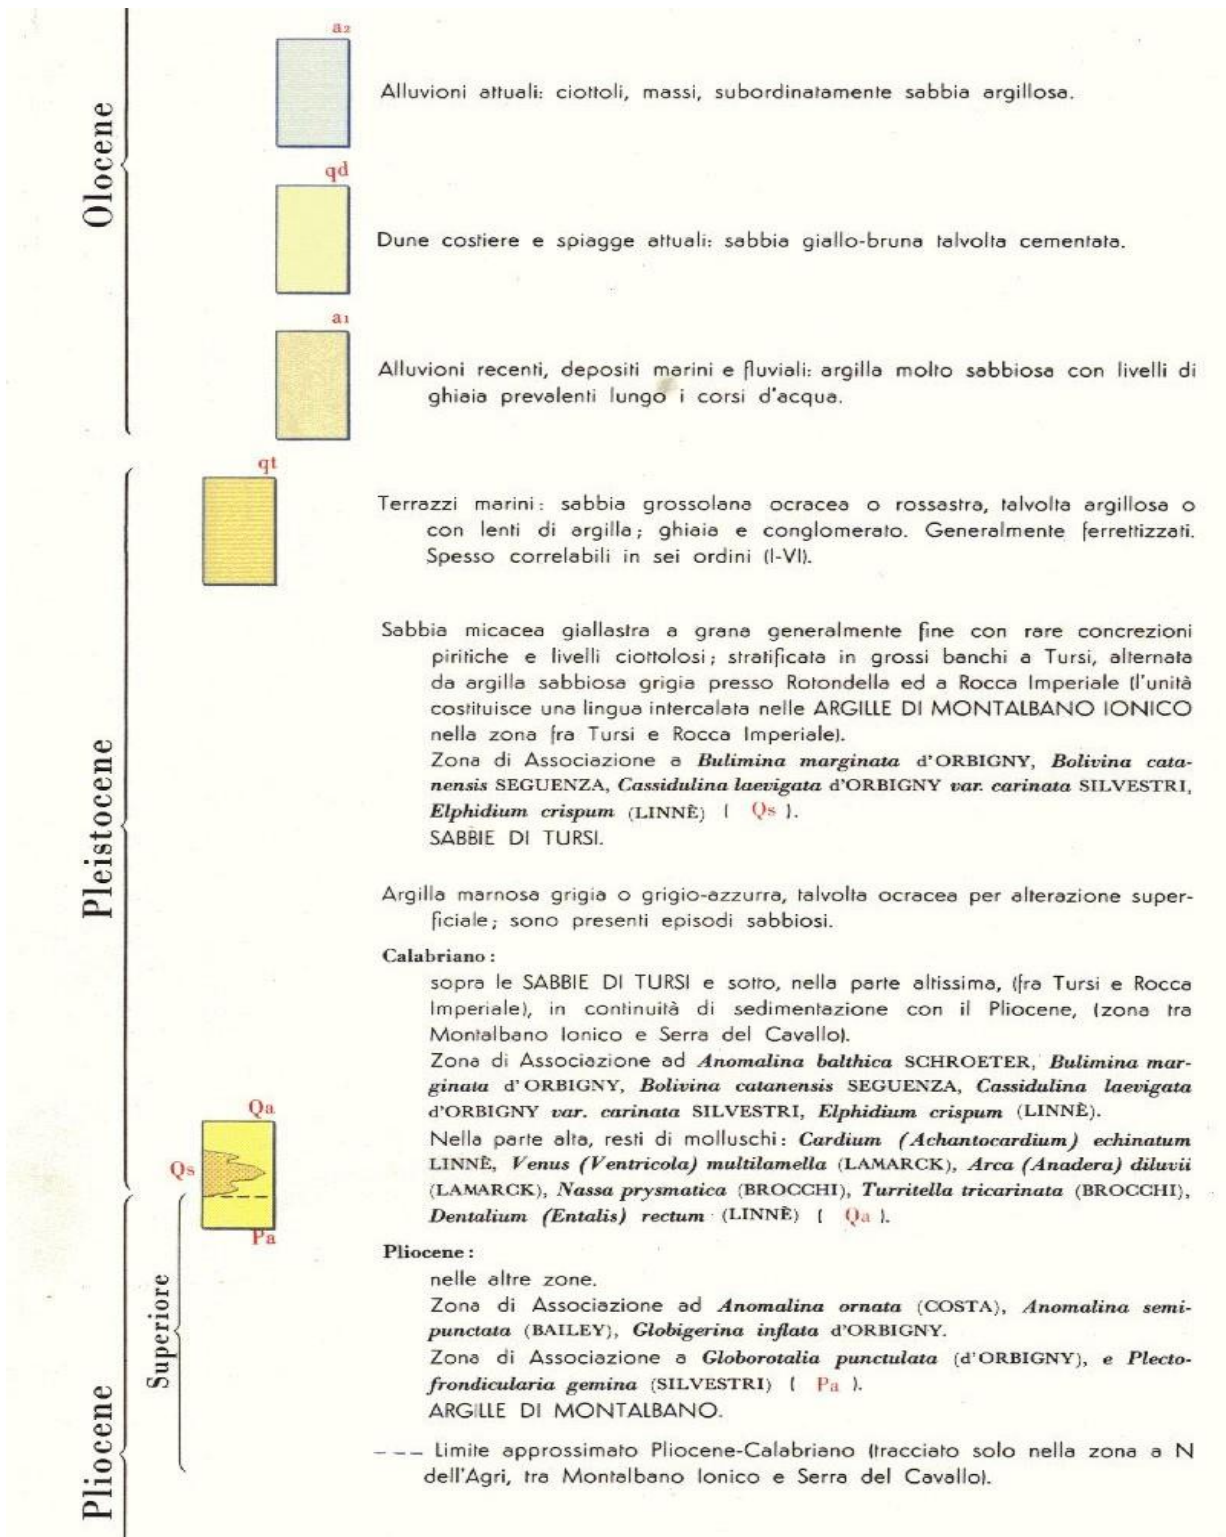 Olocene
a2
Alluvioni attuali: ciottoli, massi, subordinatamente sabbia argillosa.
qd
Dune costiere e spiagge attuali: sabbia giallo-bruna talvolta cementata.
a1
Alluvioni recenti, depositi marini e fluviali: argilla molto sabbiosa con livelli di
ghiaia prevalenti lungo i corsi d'acqua.
Pleistocene
qt
Terrazzi marini: sabbia grossolana ocracea o rossastra, talvolta argillosa o
con lenti di argilla; ghiaia e conglomerato. Generalmente ferrettizzati.
Spesso correlabili in sei ordini (I-VI).
Sabbia micacea giallastra a grana generalmente fine con rare concrezioni
piritiche e livelli ciottolosi; stratificata in grossi banchi a Tursi, alternata
da argilla sabbiosa grigia presso Rotondella ed a Rocca Imperiale (l'unità
costituisce una lingua intercalata nelle ARGILLE DI MONTALBANO IONICO
nella zona fra Tursi e Rocca Imperiale).
Zona di Associazione a Bulimina marginata d'ORBIGNY, Bolivina cata-
nensis SEGUENZA, Cassidulina laevigata d'ORBIGNY var. carinata SILVESTRI,
Elphidium crispum (LINNÈ) ( Qs ).
SABBIE DI TURSI.
Argilla marnosa grigia o grigio-azzurra, talvolta ocracea per alterazione super-
ficiale; sono presenti episodi sabbiosi.
Calabriano:
sopra le SABBIE DI TURSI e sotto, nella parte altissima, (fra Tursi e Rocca
Imperiale), in continuità di sedimentazione con il Pliocene, (zona tra
Montalbano Ionico e Serra del Cavallo).
Zona di Associazione ad Anomalina balthica SCHROETER, Bulimina mar-
ginata d'ORBIGNY, Bolivina catanensis SEGUENZA, Cassidulina laevigata
d'ORBIGNY var. carinata SILVESTRI, Elphidium crispum (LINNÈ).
Nella parte alta, resti di molluschi: Cardium (Achantocardium) echinatum
LINNÈ, Venus (Ventricola) multilamella (LAMARCK), Arca (Anadera) diluvii
(LAMARCK), Nassa prysmatica (BROCCHI), Turritella tricarinata (BROCCHI),
Dentalium (Entalis) rectum (LINNÈ) ( Qa ).
Qa
Qs
Pa
Pliocene
Superiore
Pliocene:
nelle altre zone.
Zona di Associazione ad Anomalina ornata (COSTA), Anomalina semi-
punctata (BAILEY), Globigerina inflata d'ORBIGNY.
Zona di Associazione a Globorotalia punctulata (d'ORBIGNY), e Plecto-
frondicularia gemina (SILVESTRI) ( Pa ).
ARGILLE DI MONTALBANO.
--- Limite approssimato Pliocene-Calabriano (tracciato solo nella zona a N
dell'Agri, tra Montalbano Ionico e Serra del Cavallo).